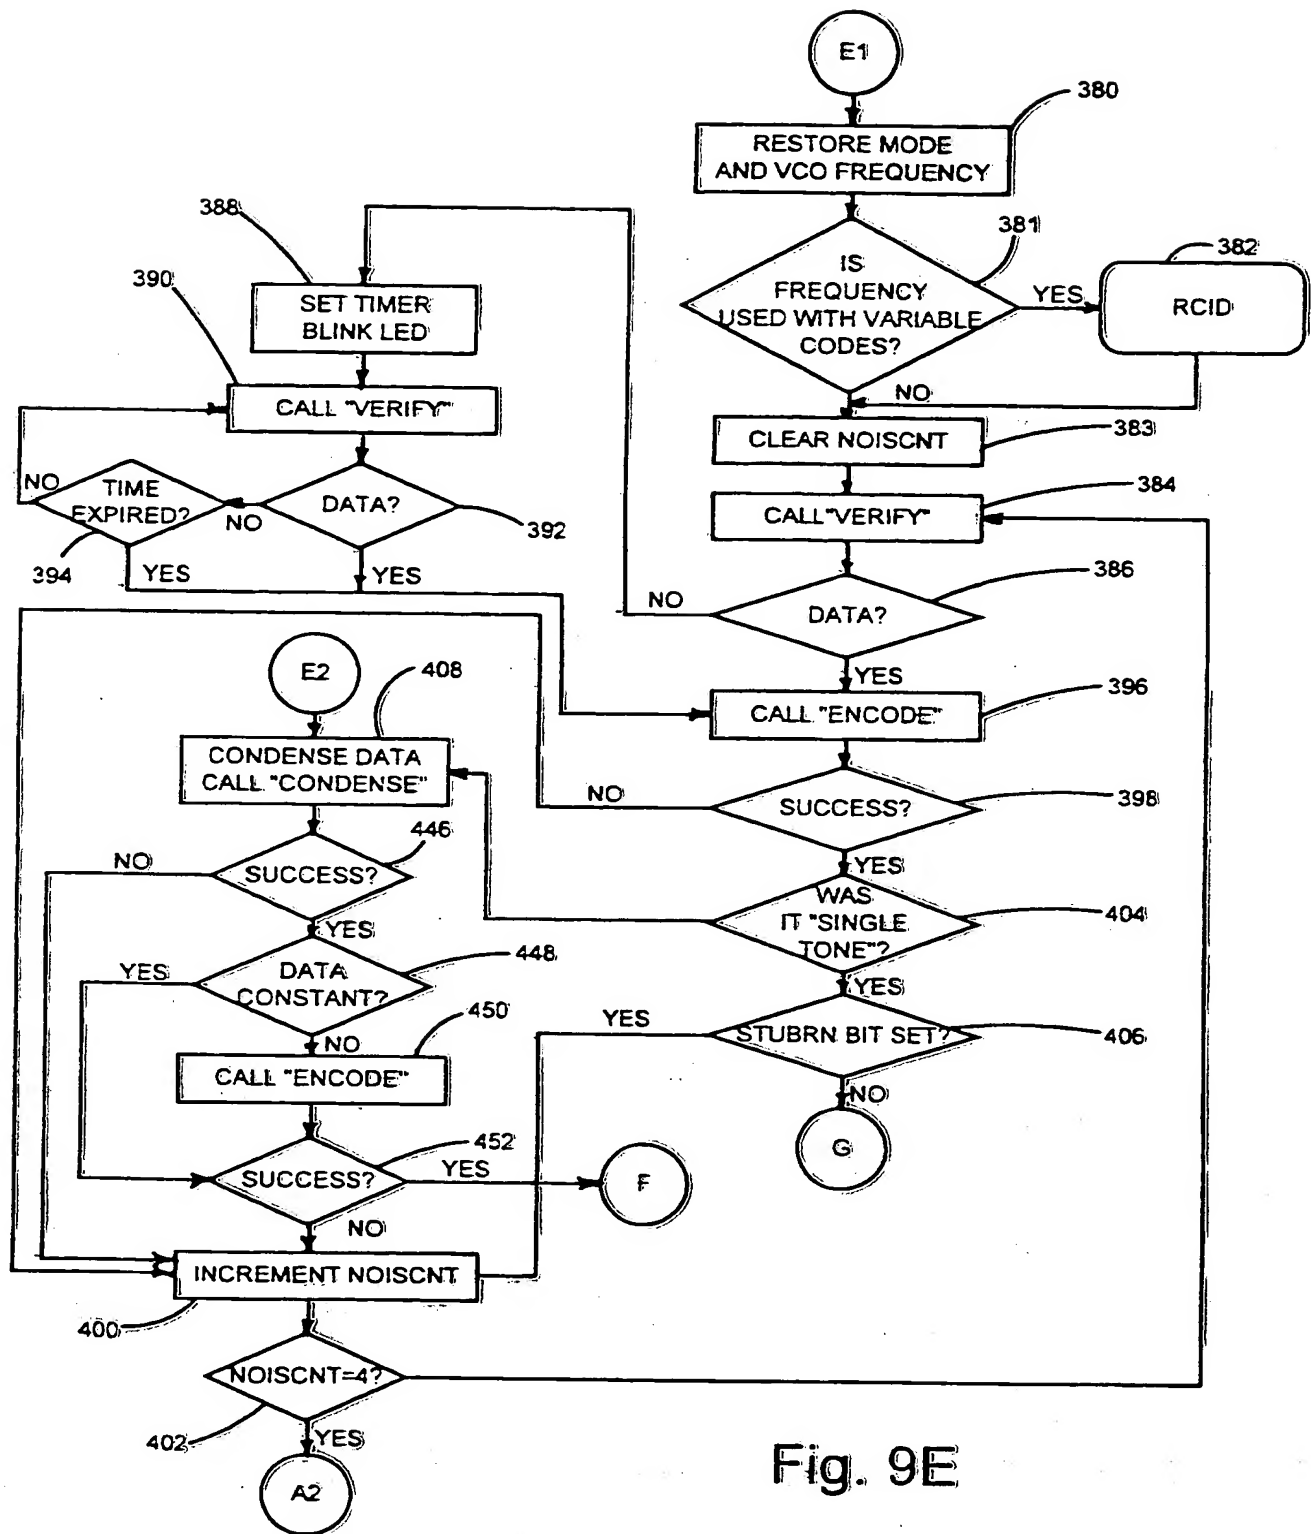 E1
380
RESTORE MODE
AND VCO FREQUENCY
388
381
382
IS
FREQUENCY
USED WITH VARIABLE
CODES?
YES
RCID
390
SET TIMER
BLINK LED
NO
CALL "VERIFY"
CLEAR NOISCNT
383
384
CALL "VERIFY"
NO
TIME
EXPIRED?
NO
DATA?
392
394
YES
YES
386
NO
DATA?
YES
E2
408
396
CALL "ENCODE"
CONDENSE DATA
CALL "CONDENSE"
NO
SUCCESS?
398
446
NO
SUCCESS?
YES
YES
WAS
IT "SINGLE
TONE"?
404
YES
448
DATA
CONSTANT?
YES
450
YES
STUBRN BIT SET?
406
NO
CALL "ENCODE"
NO
G
452
SUCCESS?
YES
F
NO
INCREMENT NOISCNT
400
NOISCNT=4?
402
YES
A2
Fig. 9E